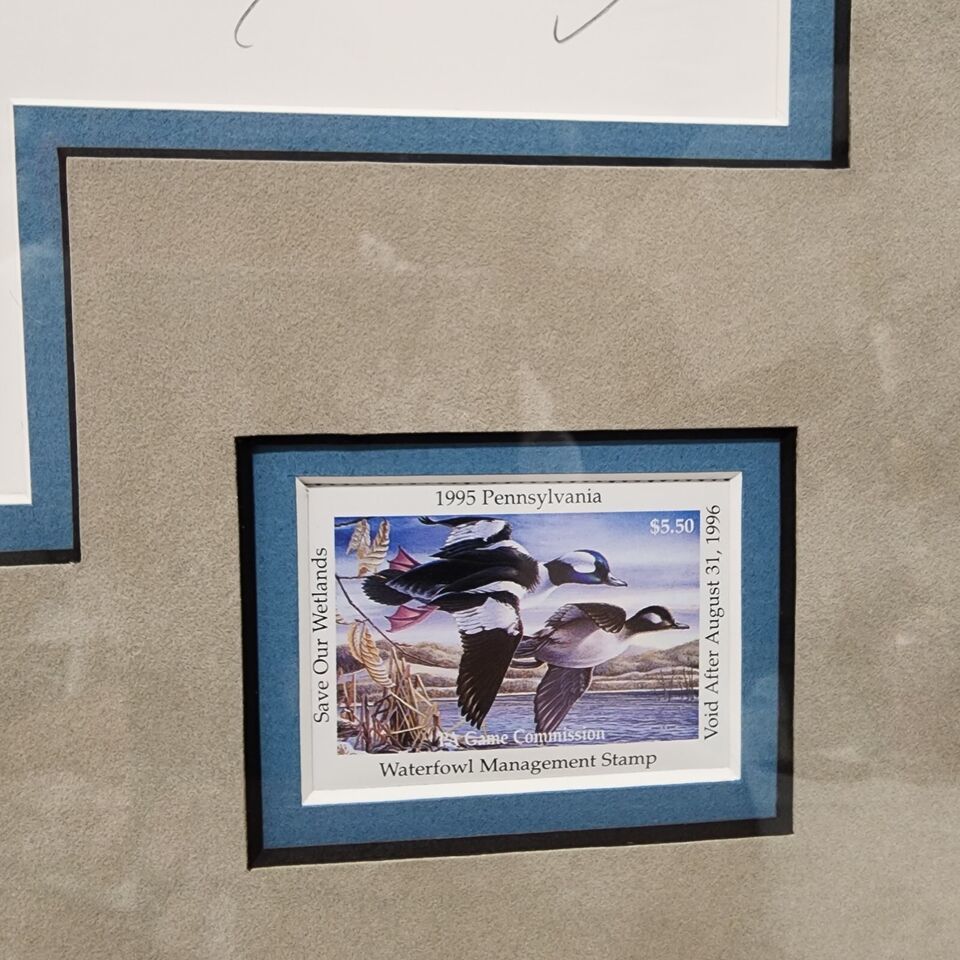 1995 Pennsylvania
$5.50
Save Our Wetlands
Void After August 31, 1996
PA Game Commission
Waterfowl Management Stamp